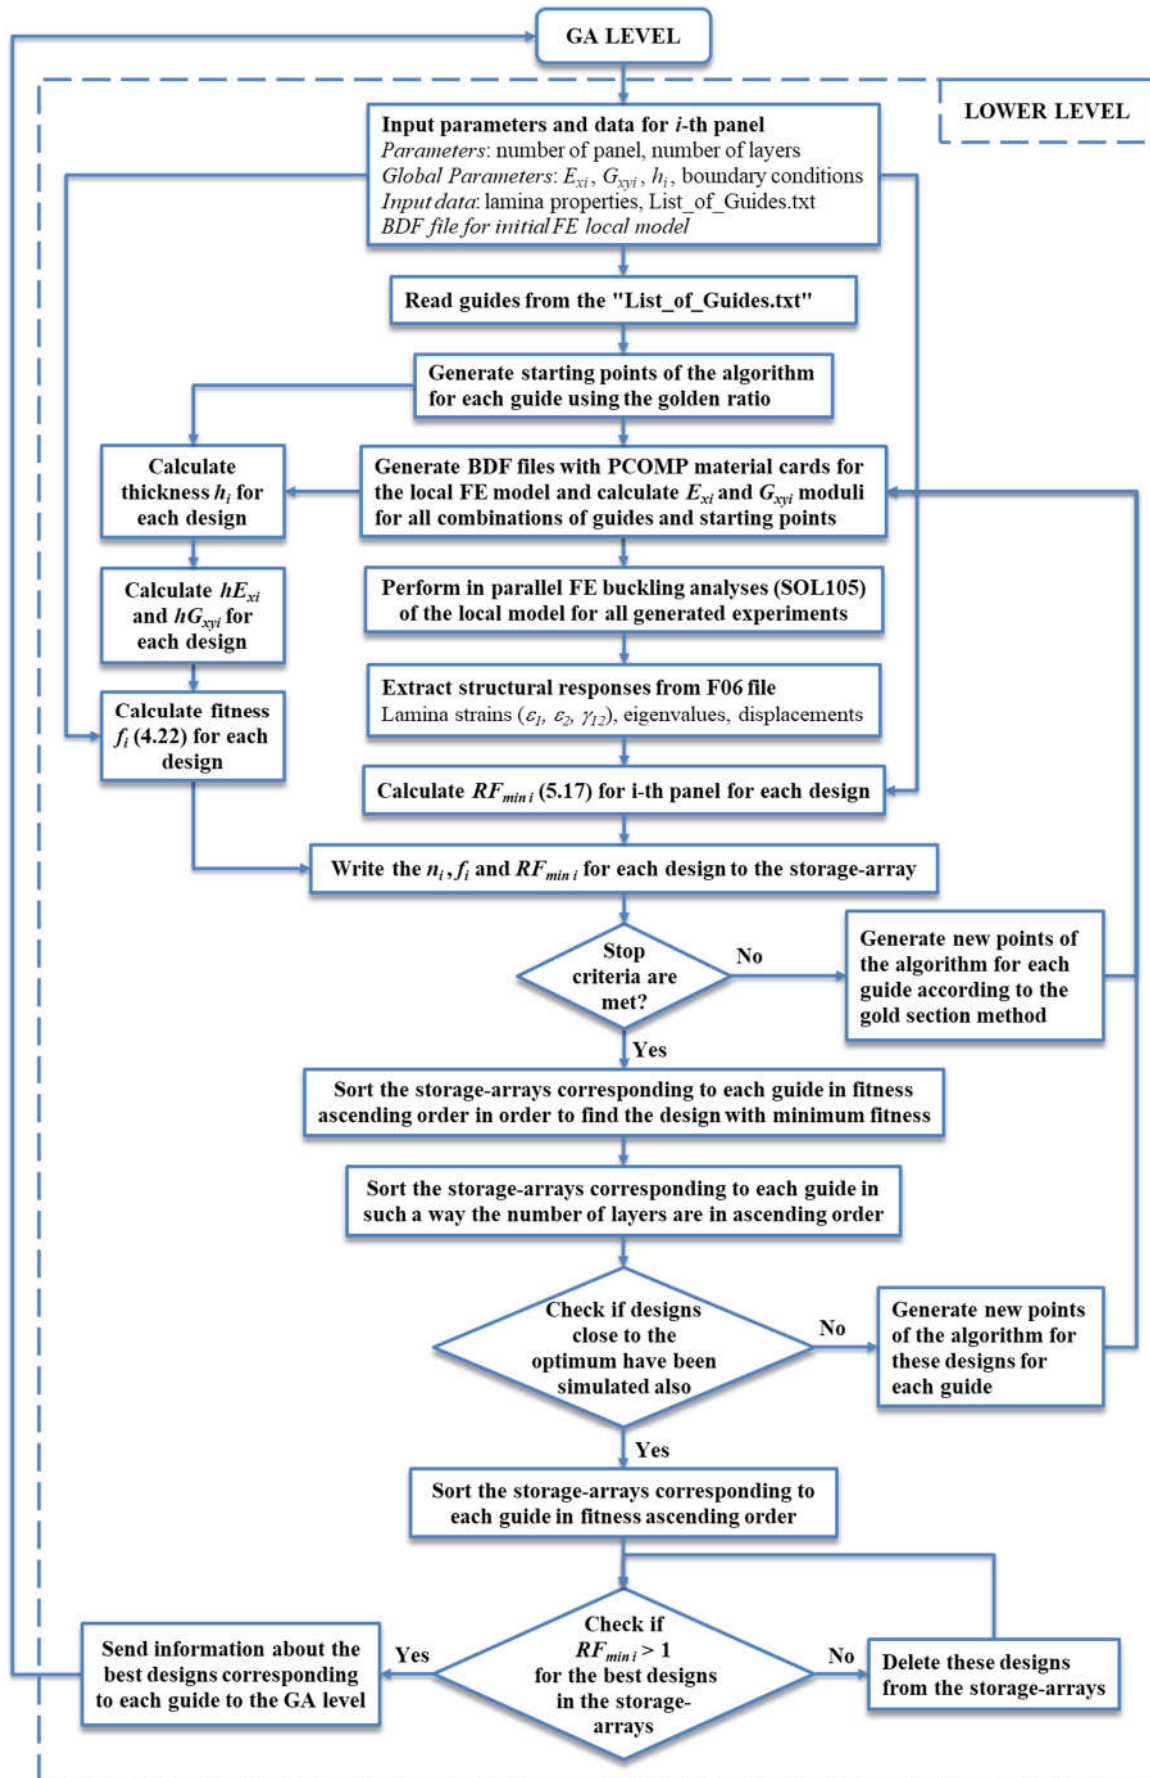 GA LEVEL
LOWER LEVEL
Input parameters and data for i-th panel
Parameters: number of panel, number of layers
Global Parameters: Exi, Gxyi, hi, boundary conditions
Input data: lamina properties, List_of_Guides.txt
BDF file for initial FE local model
Read guides from the "List_of_Guides.txt"
Generate starting points of the algorithm
for each guide using the golden ratio
Calculate
thickness hi for
each design
Generate BDF files with PCOMP material cards for
the local FE model and calculate Exi and Gxyi moduli
for all combinations of guides and starting points
Calculate hExi
and hGxyi for
each design
Perform in parallel FE buckling analyses (SOL105)
of the local model for all generated experiments
Extract structural responses from F06 file
Lamina strains (ε1, ε2, γ12), eigenvalues, displacements
Calculate fitness
fi (4.22) for each
design
Calculate RFmin i (5.17) for i-th panel for each design
Write the ni, fi and RFmin i for each design to the storage-array
Stop
criteria are
met?
No
Generate new points of
the algorithm for each
guide according to the
gold section method
Yes
Sort the storage-arrays corresponding to each guide in fitness
ascending order in order to find the design with minimum fitness
Sort the storage-arrays corresponding to each guide in
such a way the number of layers are in ascending order
Check if designs
close to the
optimum have been
simulated also
No
Generate new points
of the algorithm for
these designs for
each guide
Yes
Sort the storage-arrays corresponding to
each guide in fitness ascending order
Check if
RFmin i > 1
for the best designs
in the storage-
arrays
Yes
Send information about the
best designs corresponding
to each guide to the GA level
No
Delete these designs
from the storage-arrays